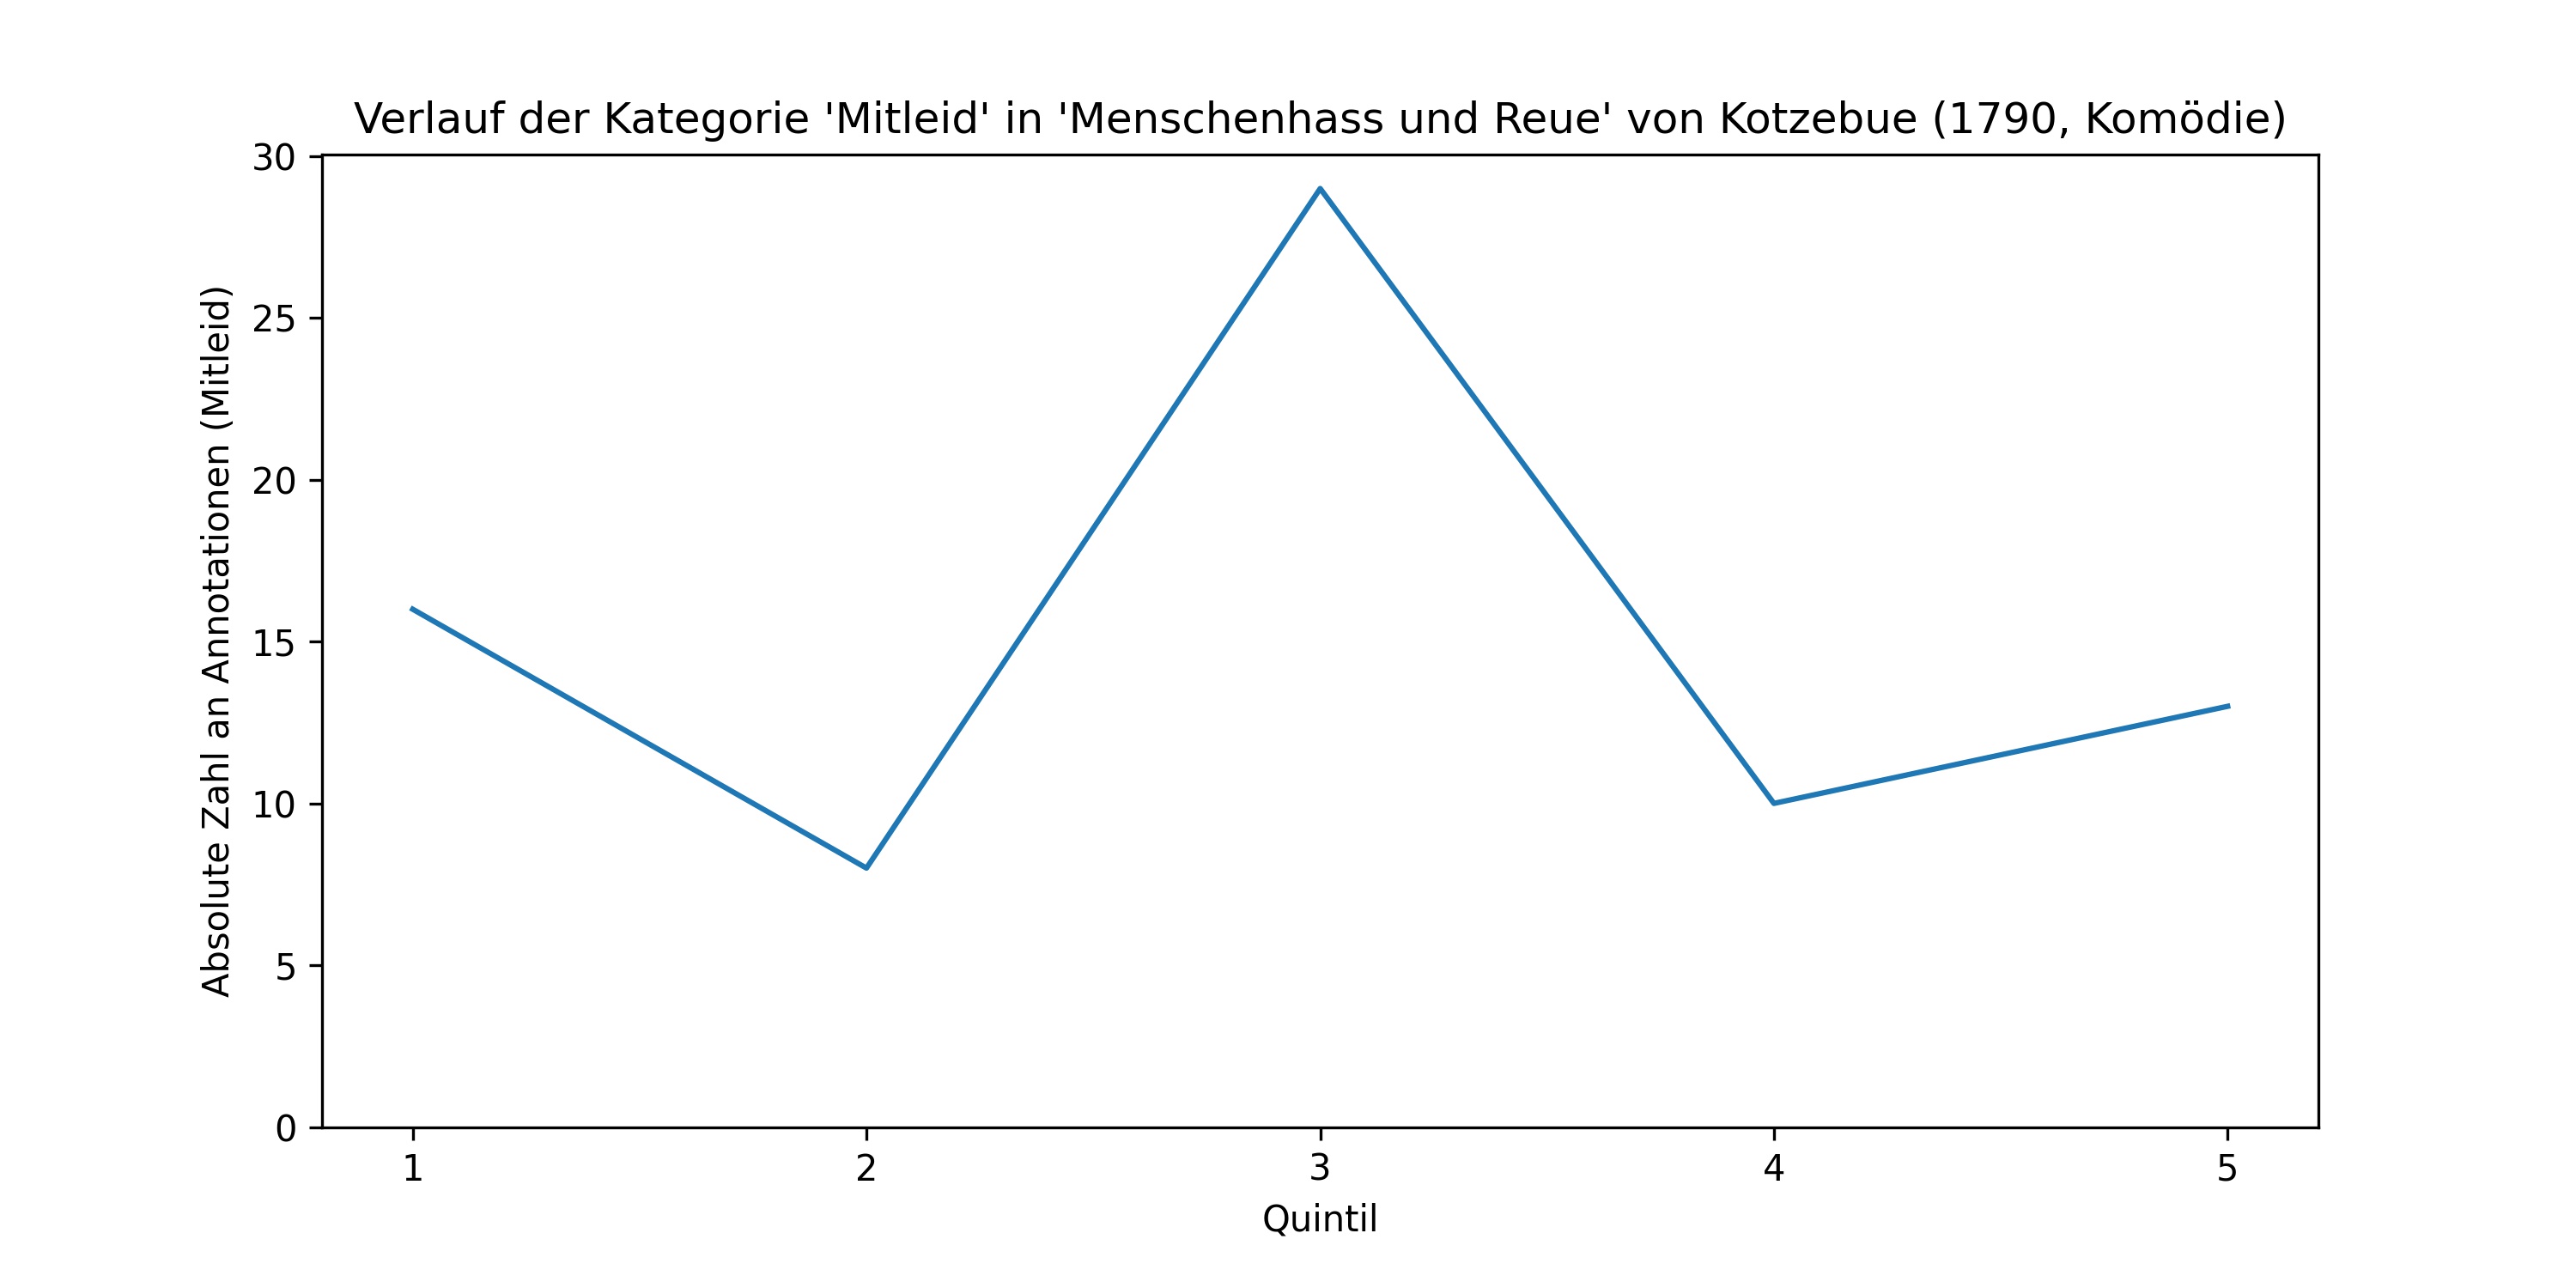 Verlauf der Kategorie 'Mitleid' in 'Menschenhass und Reue' von Kotzebue (1790, Komödie)
Absolute Zahl an Annotationen (Mitleid)
30
25
20
15
10
5
0
1 2 3 4 5
Quintil